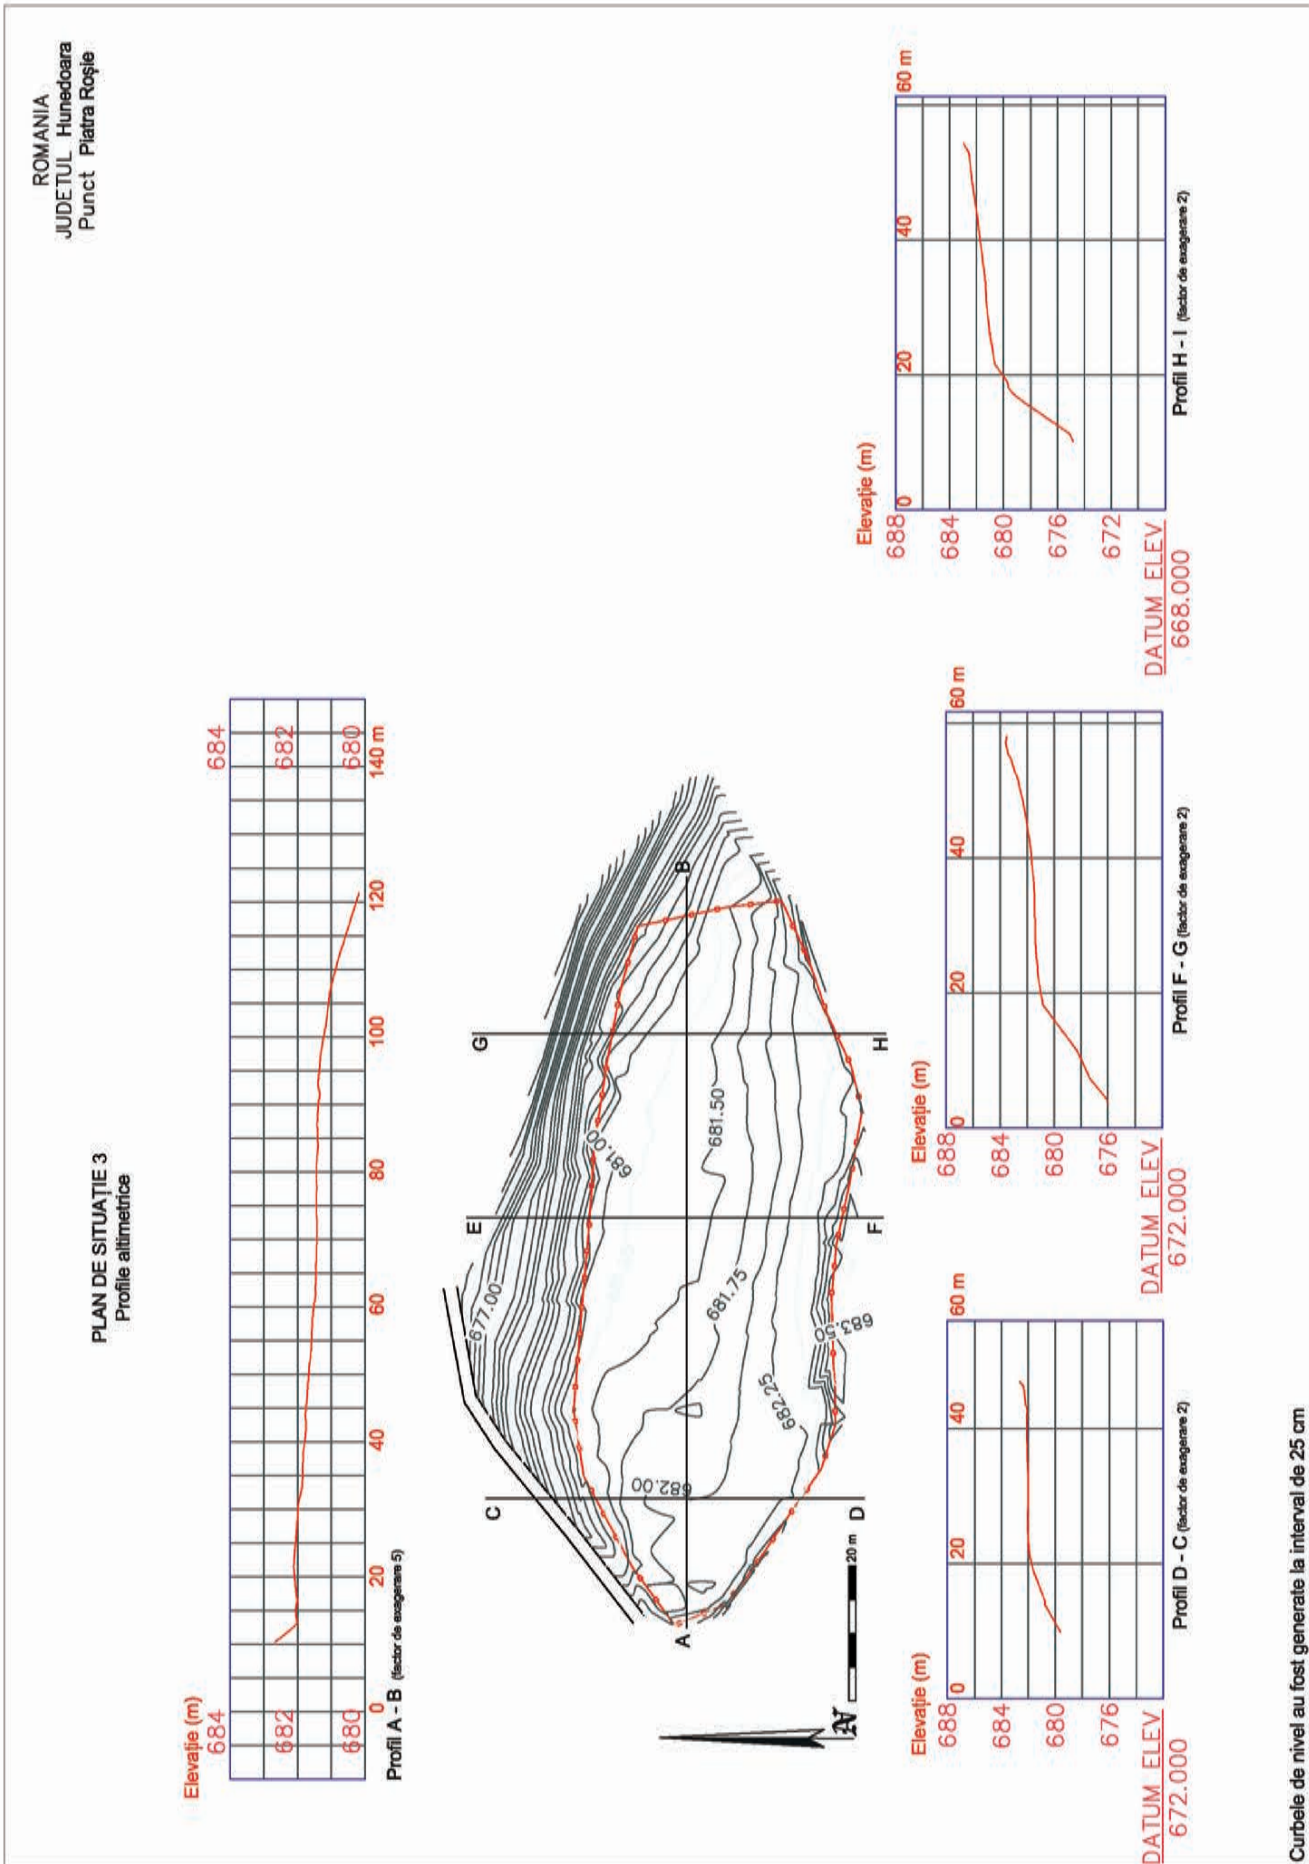 ROMANIA
JUDETUL Hunedoara
Punct Piatra Roșie
PLAN DE SITUAȚIE 3
Profile altimetrice
Elevație (m)
684
682
680
684
682
680
0
20
40
60
80
100
120
140 m
Profil A - B (factor de exagerare 5)
C
E
G
677.00
681.00
A
B
682.00
681.75
681.50
682.25
683.50
D
F
H
20 m
N
Elevație (m)
688
684
680
676
DATUM ELEV
672.000
0
20
40
60 m
Profil D - C (factor de exagerare 2)
Elevație (m)
688
684
680
676
DATUM ELEV
672.000
0
20
40
60 m
Profil F - G (factor de exagerare 2)
Elevație (m)
688
684
680
676
672
DATUM ELEV
668.000
0
20
40
60 m
Profil H - I (factor de exagerare 2)
Curbele de nivel au fost generate la interval de 25 cm